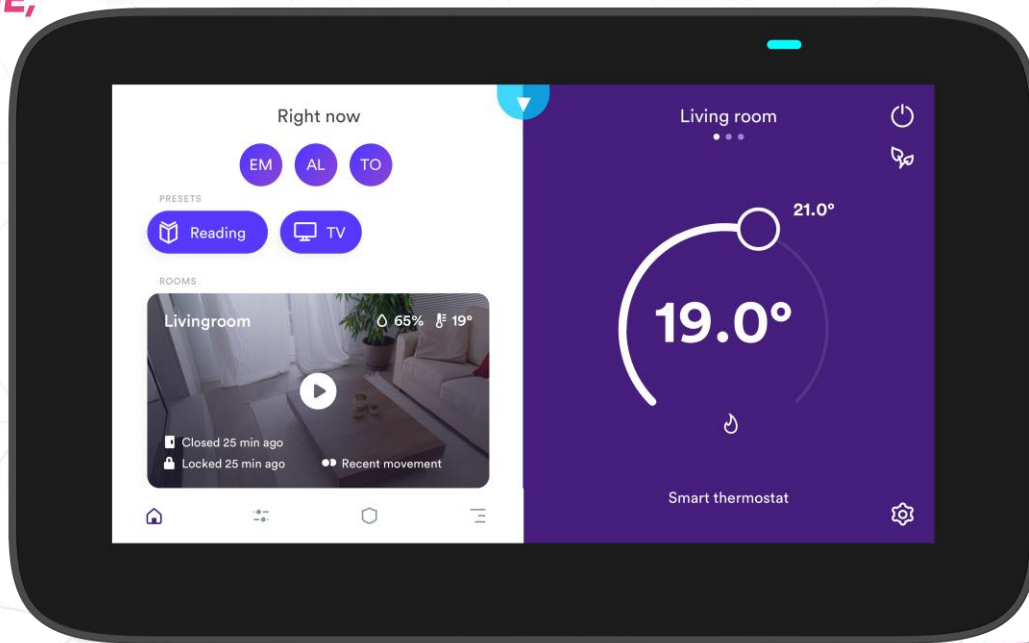 E,
Right now
EM AL TO
PRESETS
Reading TV
ROOMS
Livingroom 65% 19°
Closed 25 min ago
Locked 25 min ago Recent movement
Living room
21.0°
19.0°
Smart thermostat